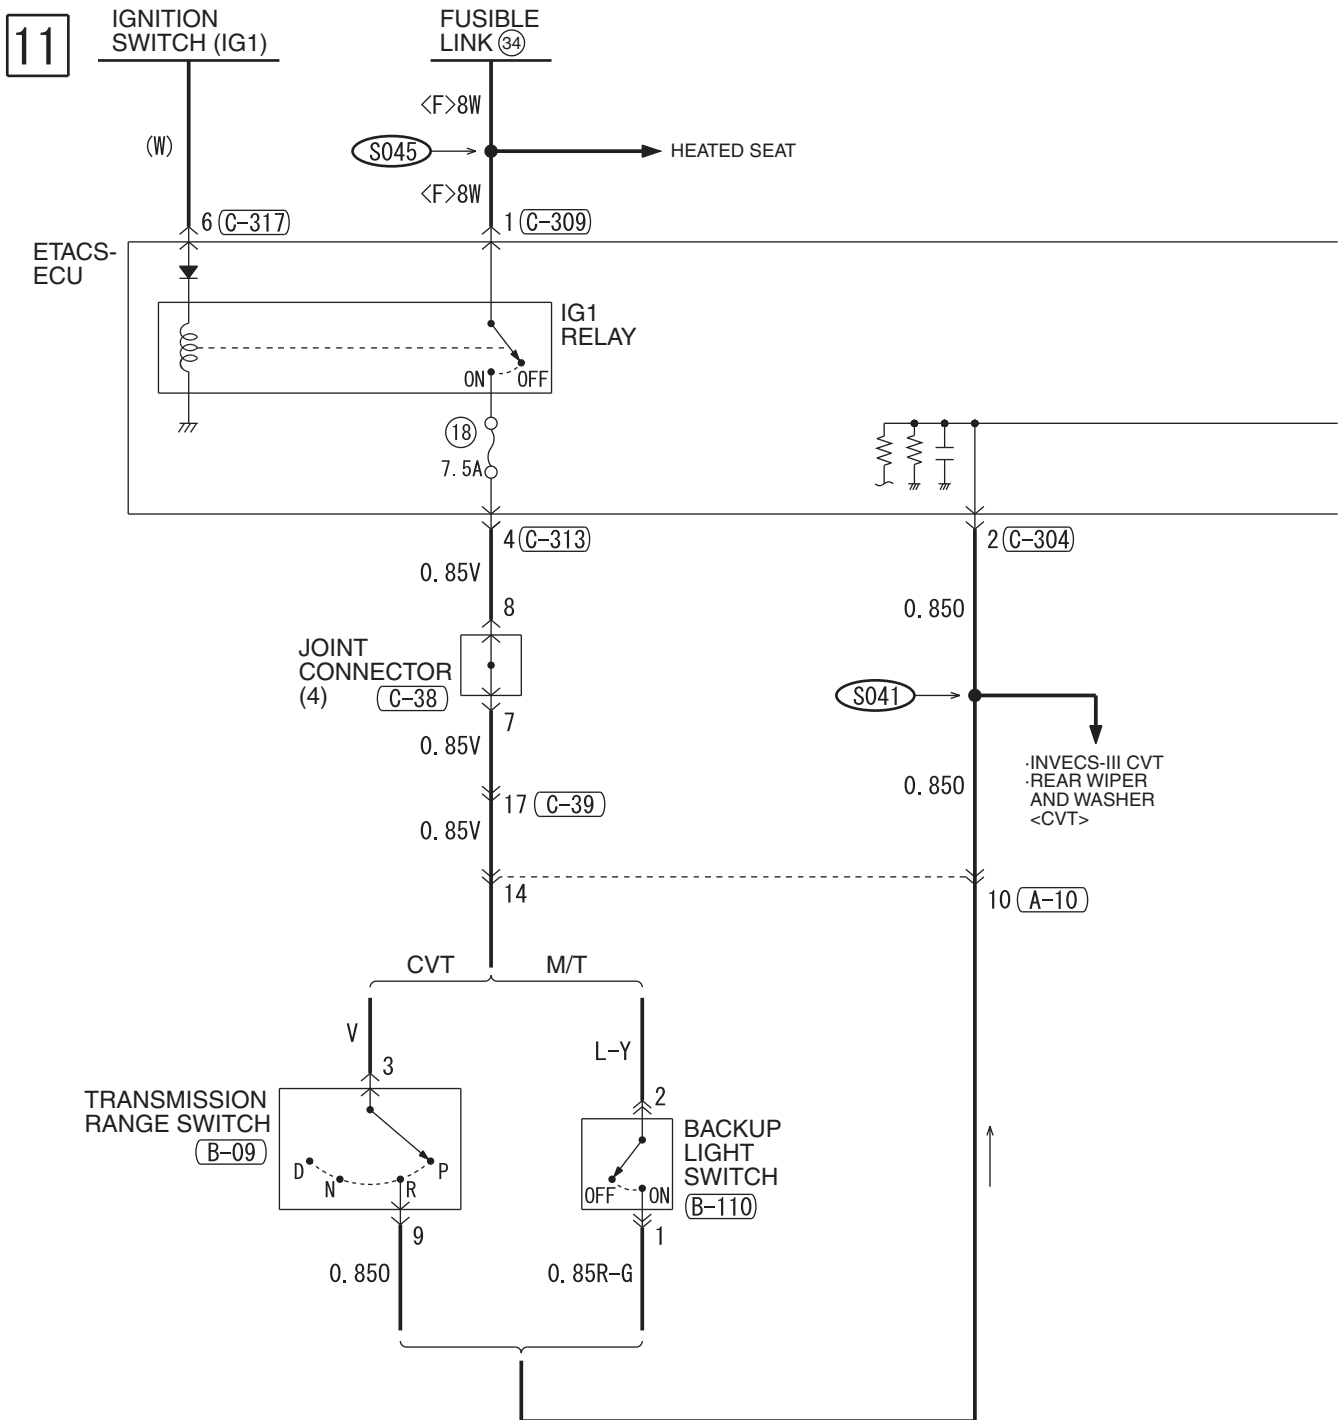 11
IGNITION
SWITCH (IG1)
FUSIBLE
LINK 34
<F>8W
(W)
S045
HEATED SEAT
<F>8W
6 C-317
1 C-309
ETACS-
ECU
IG1
RELAY
ON OFF
18
7.5A
4 C-313
2 C-304
0.85V
0.85O
8
JOINT
CONNECTOR
(4) C-38
S041
7
0.85V
·INVECS-III CVT
·REAR WIPER
AND WASHER
<CVT>
0.85O
17 C-39
0.85V
14
10 A-10
CVT M/T
V
L-Y
3
2
TRANSMISSION
RANGE SWITCH
B-09
D N R P
BACKUP
LIGHT
SWITCH
B-110
OFF ON
9
1
0.85O
0.85R-G